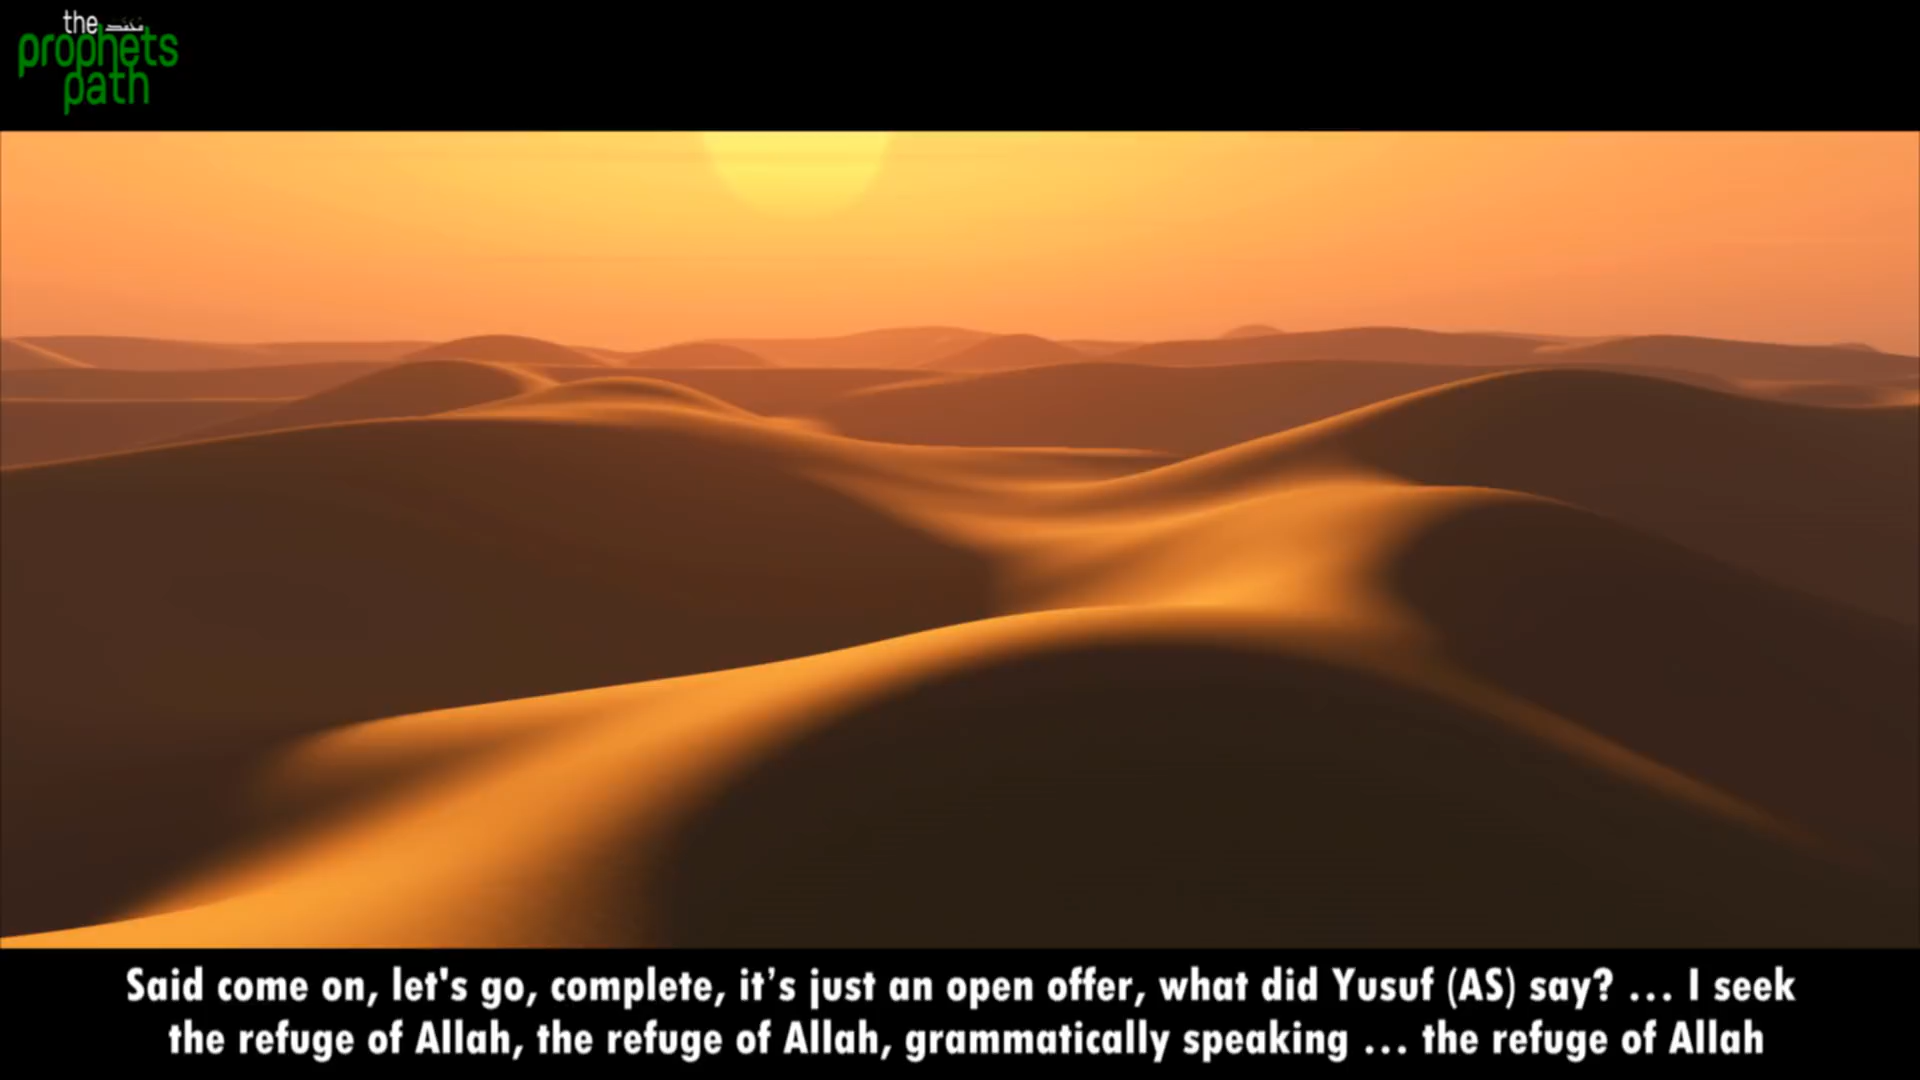 the محمد
prophets
path
Said come on, let's go, complete, it’s just an open offer, what did Yusuf (AS) say? ... I seek
the refuge of Allah, the refuge of Allah, grammatically speaking ... the refuge of Allah